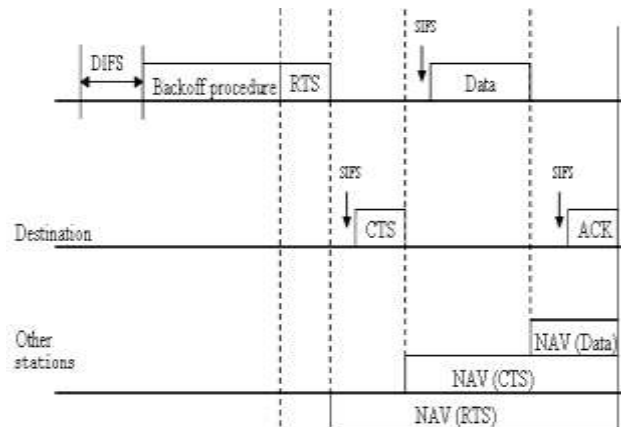 SIFS
DIFS
Backoff procedure
RTS
Data
SIFS
SIFS
CTS
ACK
Destination
Other
stations
NAV (Data)
NAV (CTS)
NAV (RTS)